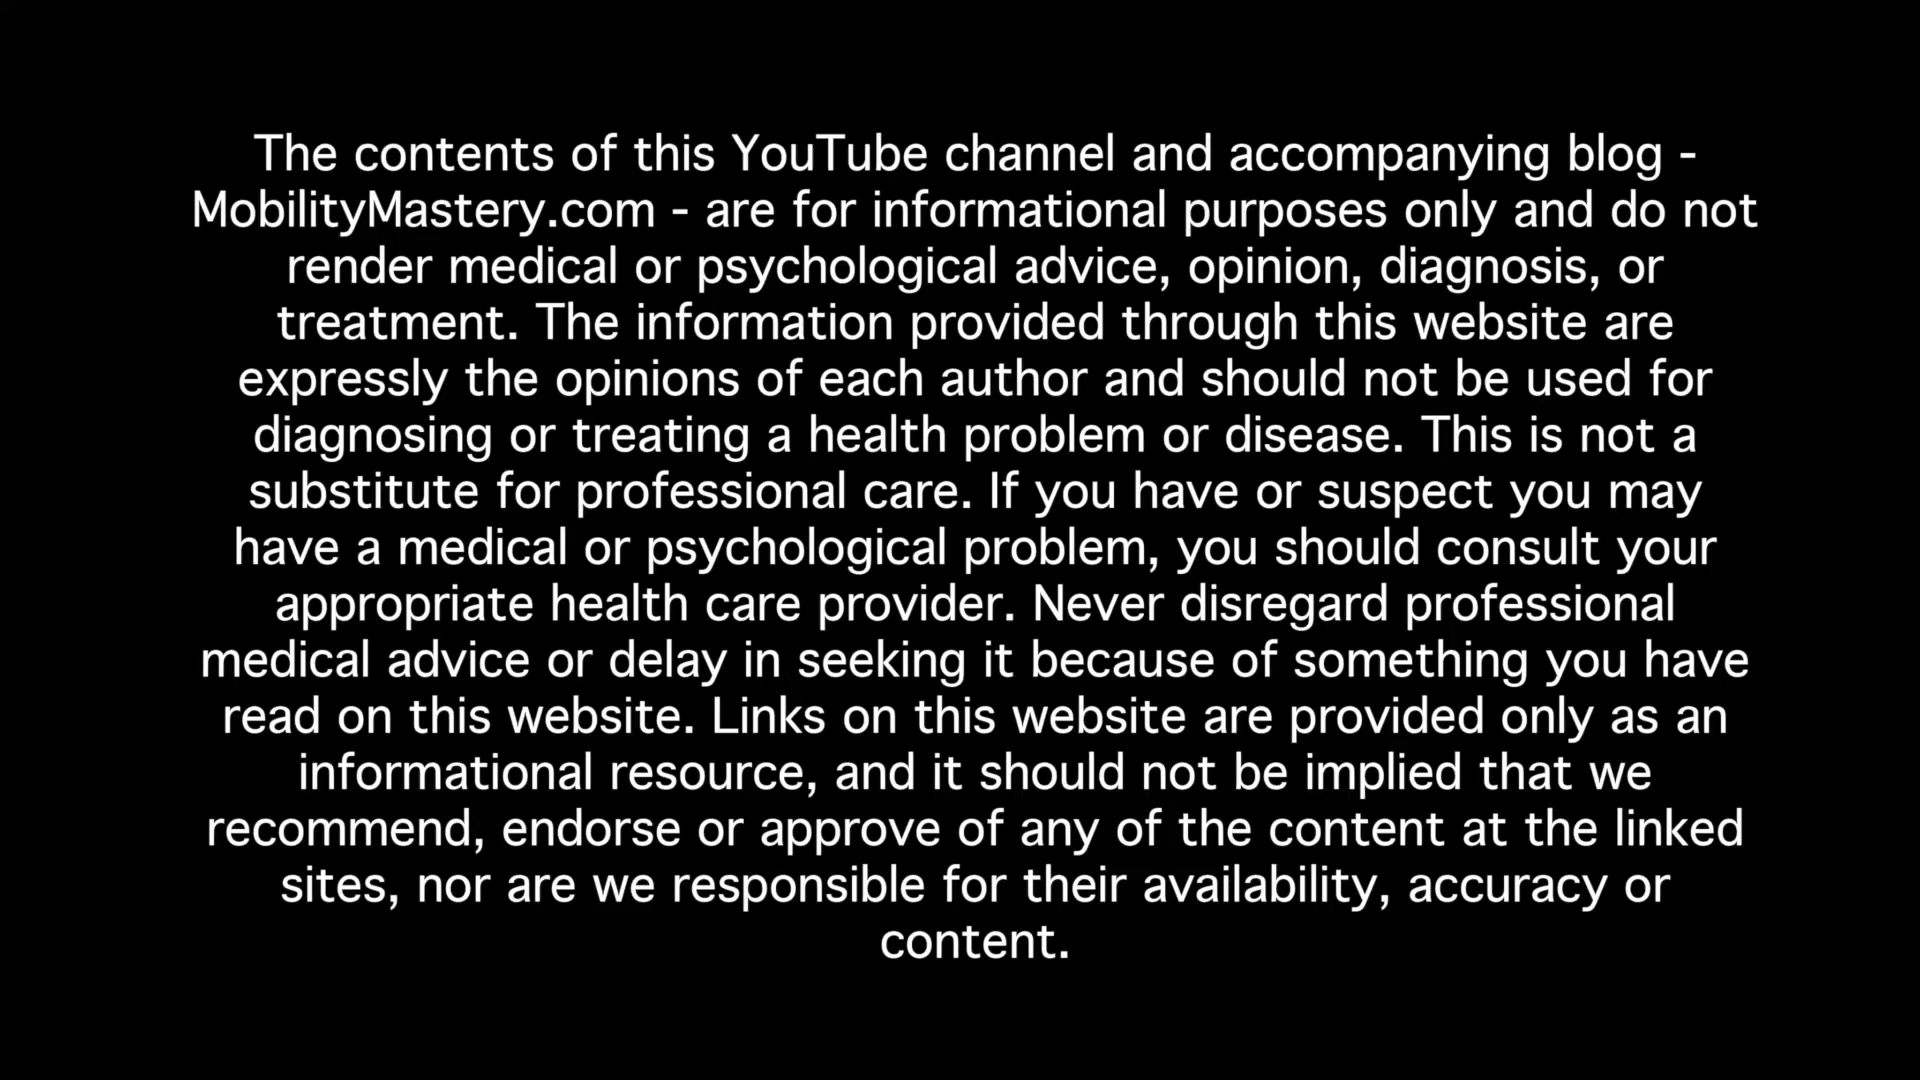 The contents of this YouTube channel and accompanying blog -
MobilityMastery.com - are for informational purposes only and do not
render medical or psychological advice, opinion, diagnosis, or
treatment. The information provided through this website are
expressly the opinions of each author and should not be used for
diagnosing or treating a health problem or disease. This is not a
substitute for professional care. If you have or suspect you may
have a medical or psychological problem, you should consult your
appropriate health care provider. Never disregard professional
medical advice or delay in seeking it because of something you have
read on this website. Links on this website are provided only as an
informational resource, and it should not be implied that we
recommend, endorse or approve of any of the content at the linked
sites, nor are we responsible for their availability, accuracy or
content.